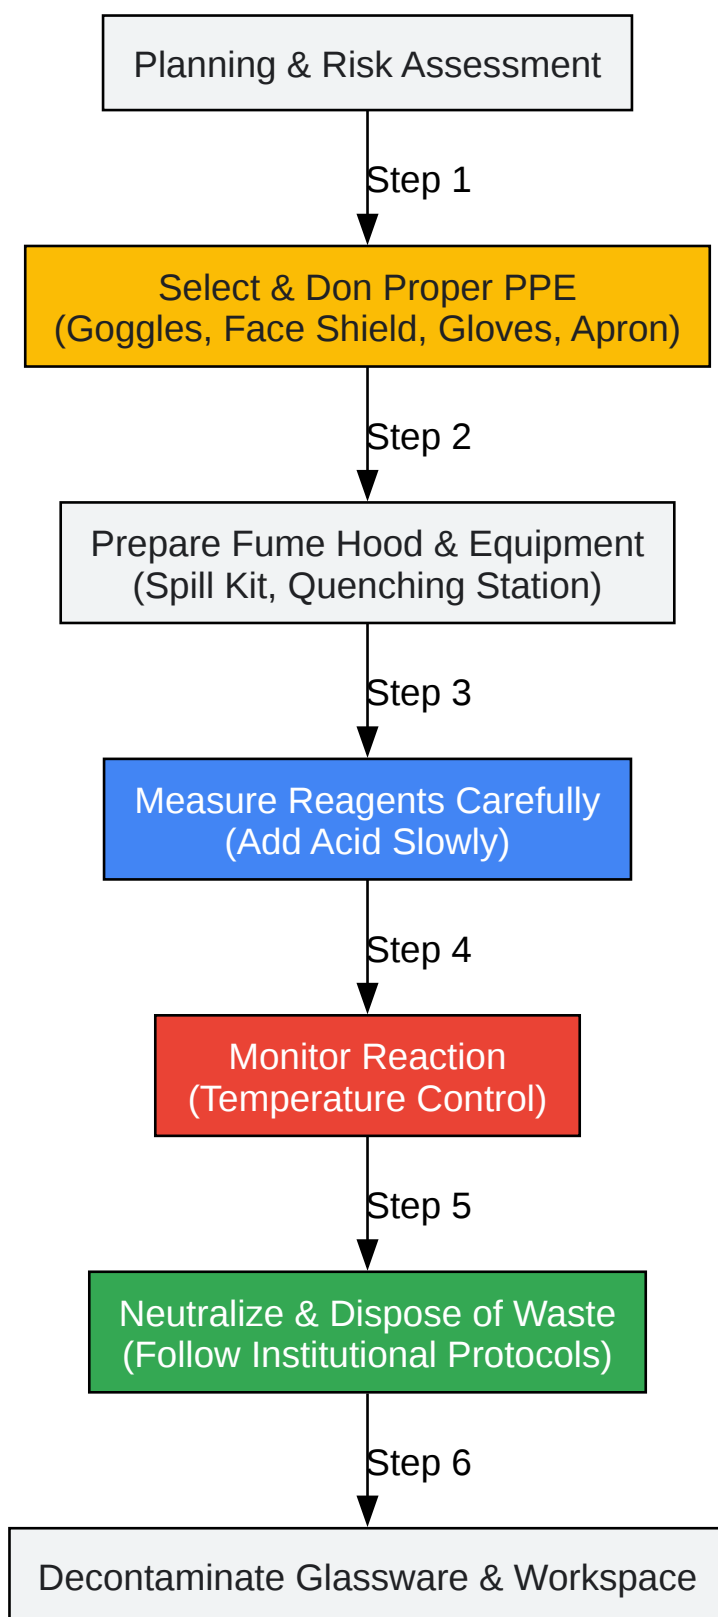 Planning & Risk Assessment
Step 1
Select & Don Proper PPE
(Goggles, Face Shield, Gloves, Apron)
Step 2
Prepare Fume Hood & Equipment
(Spill Kit, Quenching Station)
Step 3
Measure Reagents Carefully
(Add Acid Slowly)
Step 4
Monitor Reaction
(Temperature Control)
Step 5
Neutralize & Dispose of Waste
(Follow Institutional Protocols)
Step 6
Decontaminate Glassware & Workspace